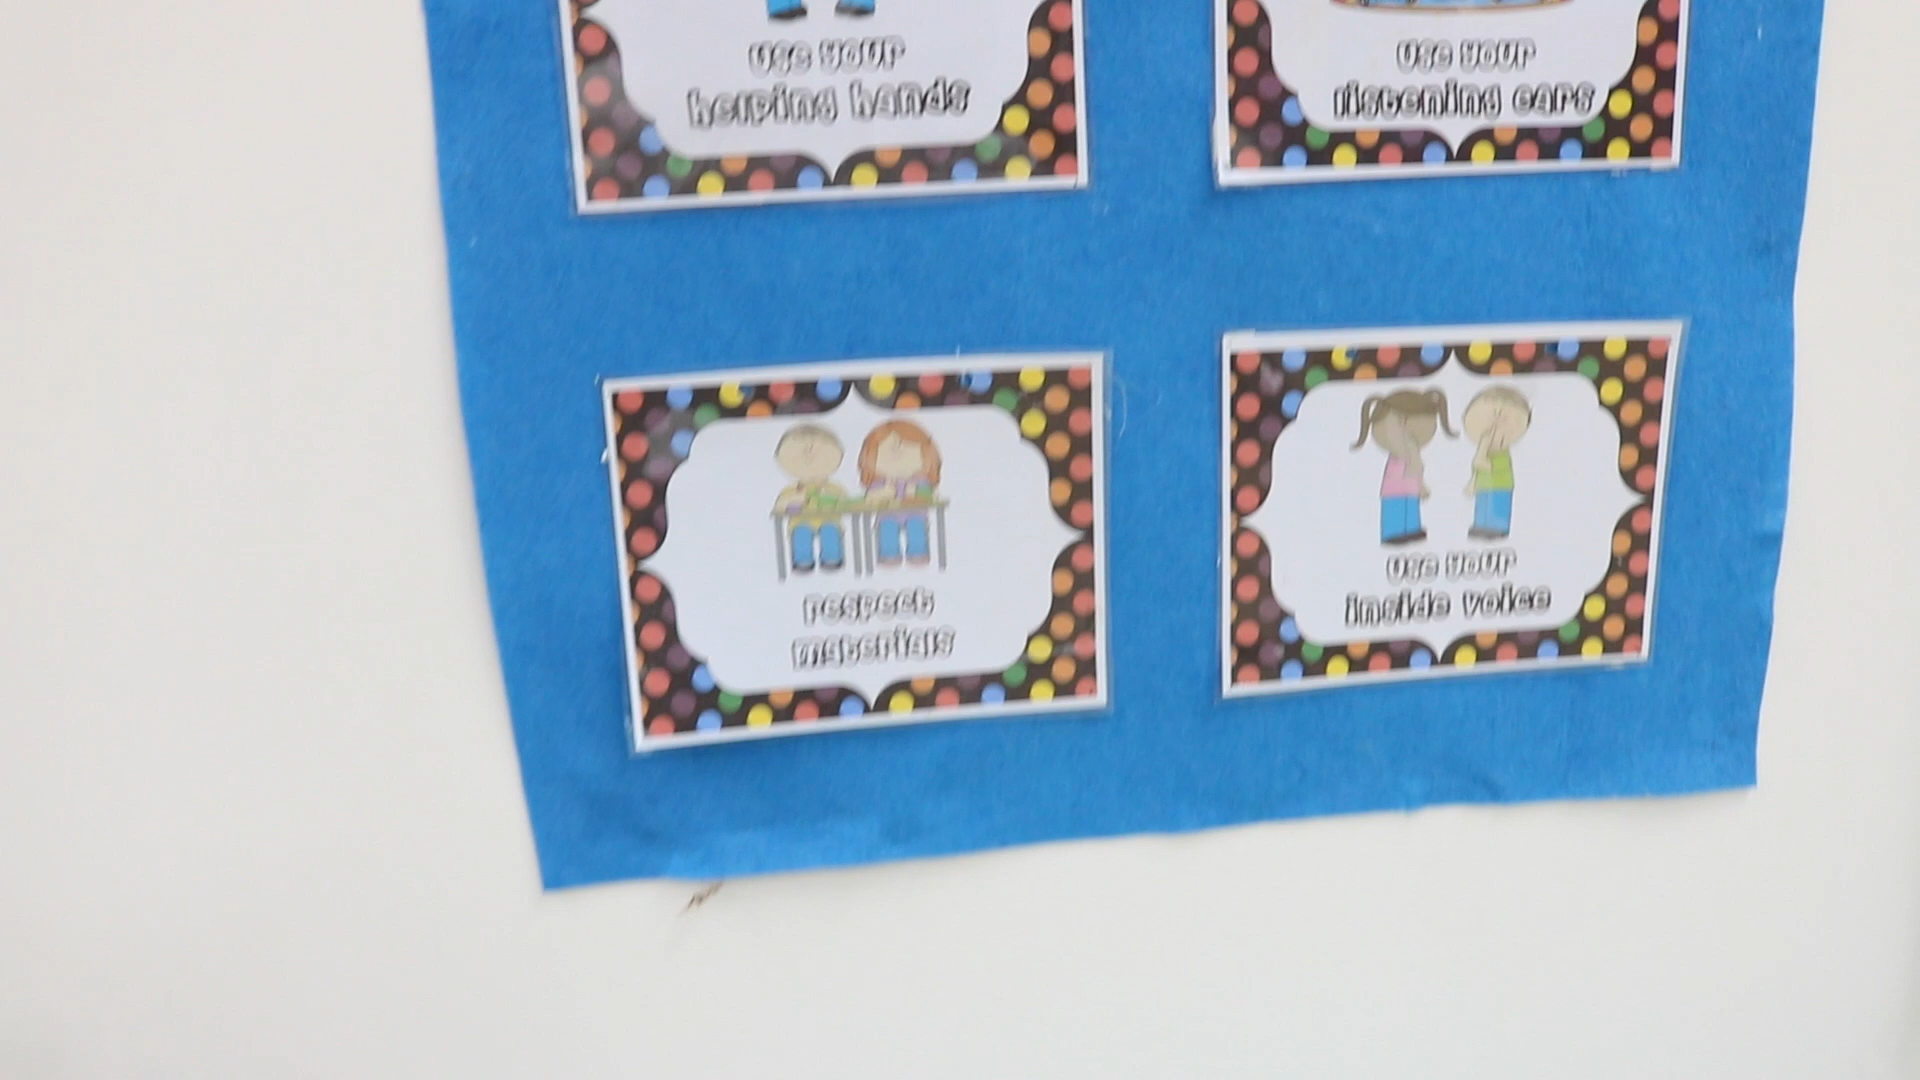 use your
helping hands
use your
listening ears
respect
materials
use your
inside voice